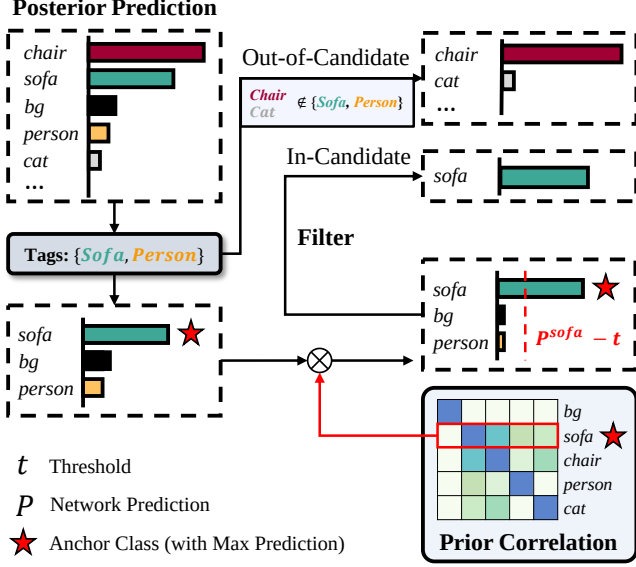 Posterior Prediction
chair
sofa
bg
person
cat
...
Out-of-Candidate
Chair ∉ {Sofa, Person}
Cat
chair
cat
...
In-Candidate
sofa
Filter
Tags: {Sofa, Person}
sofa
bg
person
sofa
bg
person
P^sofa − t
bg
sofa
chair
person
cat
Prior Correlation
t Threshold
P Network Prediction
Anchor Class (with Max Prediction)